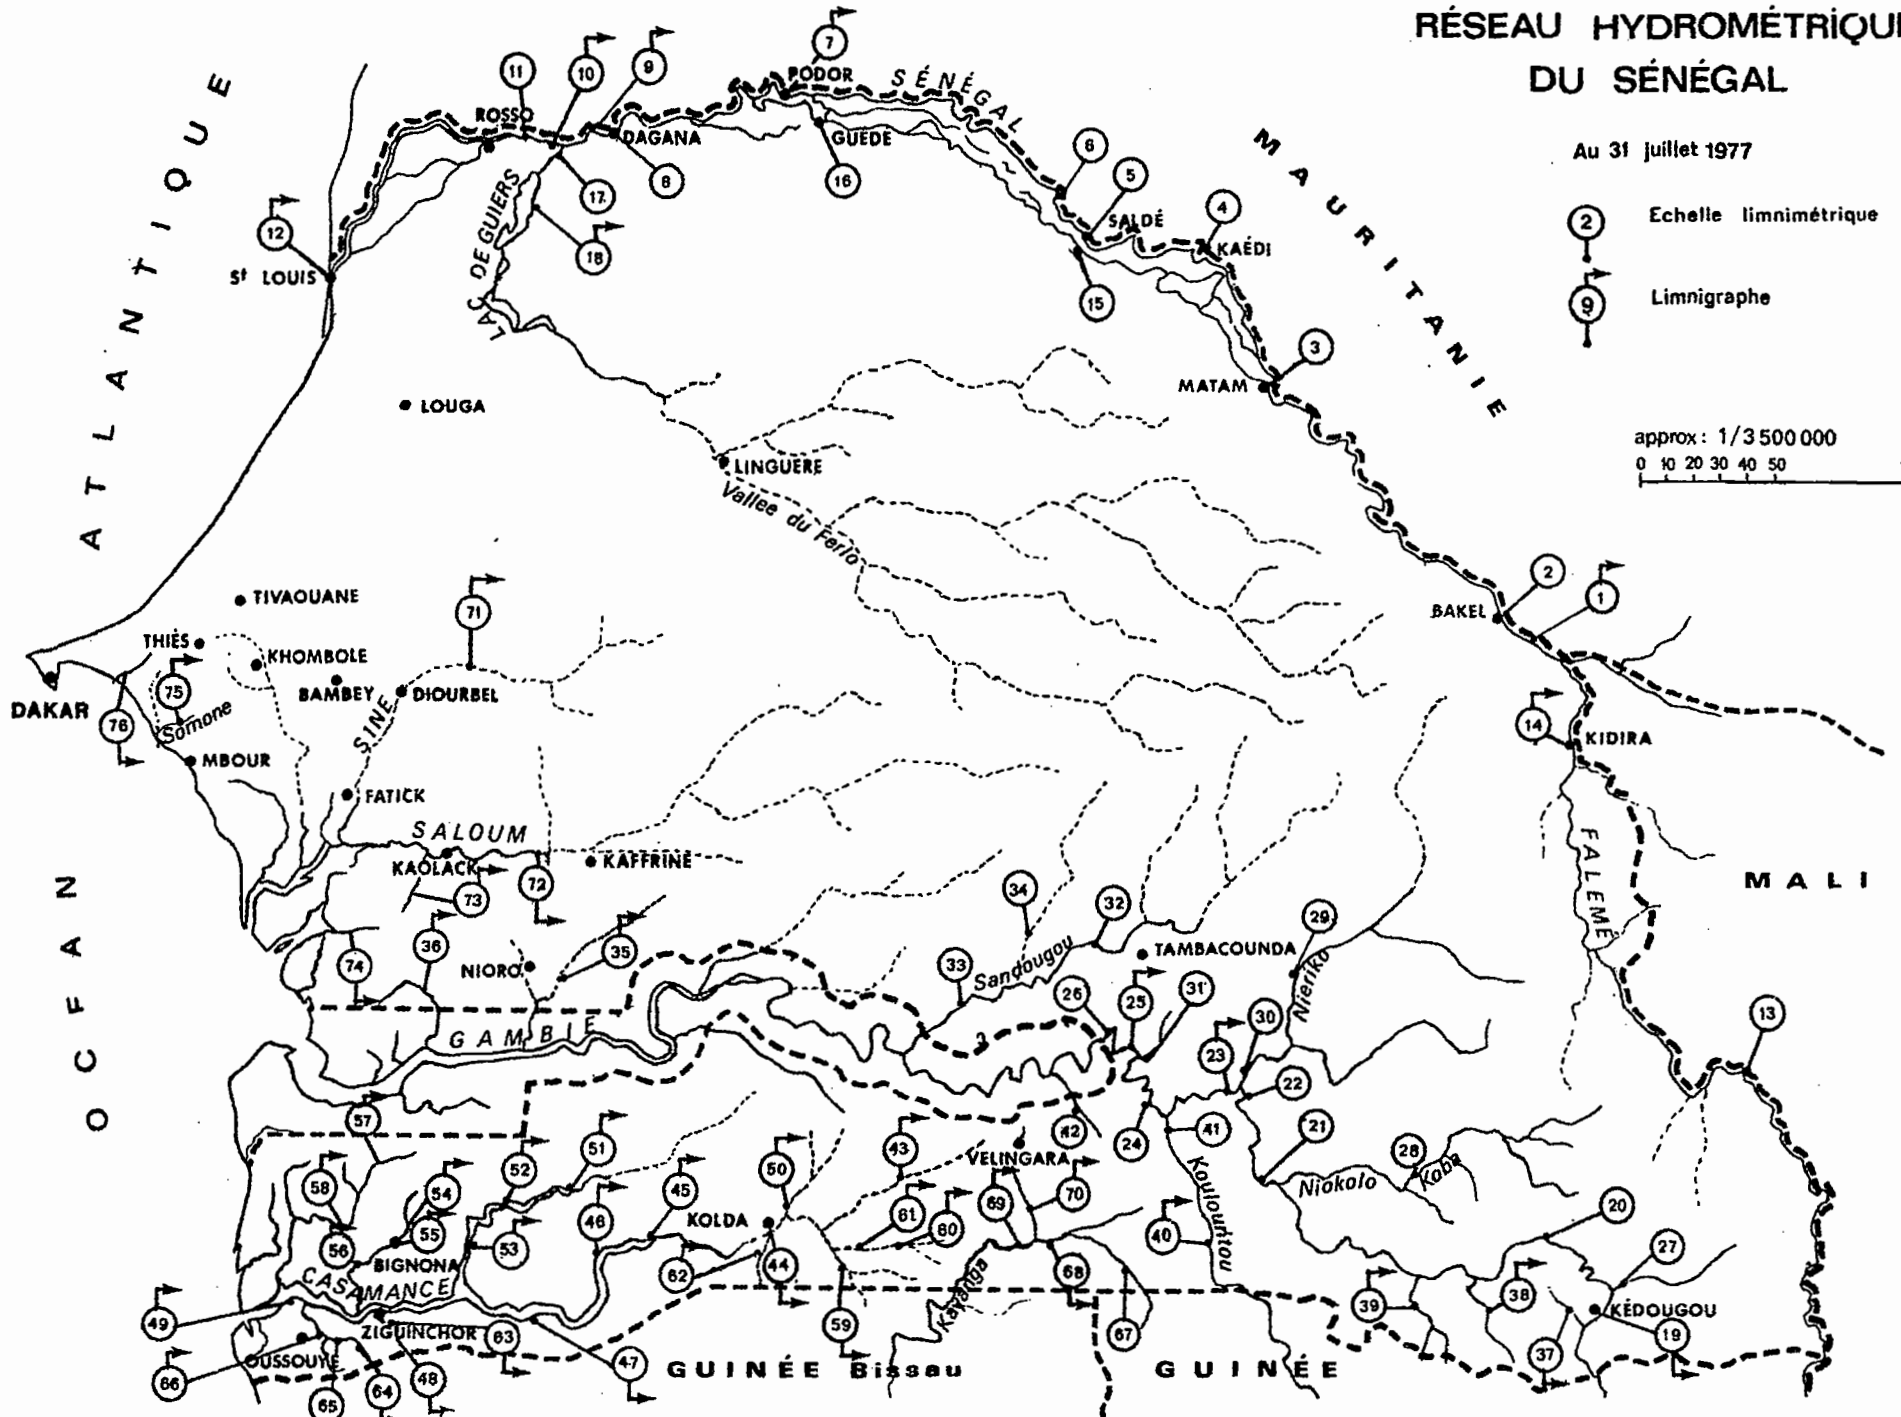 RÉSEAU HYDROMÉTRIQU
DU SÉNÉGAL
Au 31 juillet 1977
2 Echelle limnimétrique
9 Limnigraphe
approx : 1/3 500 000
0 10 20 30 40 50
OCEAN
ATLANTIQUE
MAURITANIE
MALI
GUINÉE Bissau
GUINÉE
SÉNÉGAL
7
PODOR
11
10
9
ROSSO
DAGANA
GUÉDÉ
6
5
4
8
16
17
12
18
SALDÉ
KAÉDI
St LOUIS
LAC DE GUIERS
15
3
MATAM
LOUGA
LINGUERE
Vallee du Ferlo
2
1
BAKEL
TIVAOUANE
71
THIÈS
KHOMBOLE
75
BAMBEY
DIOURBEL
DAKAR
76
Somone
SINE
14
KIDIRA
MBOUR
FATICK
SALOUM
KAOLACK
KAFFRINE
FALEMÉ
73
72
34
32
29
36
35
TAMBACOUNDA
74
NIORO
33
Sandougou
Nieriko
26
25
31
30
13
GAMBIE
23
22
57
42
24
41
21
52
51
43
50
VELINGARA
28
Koba
Niokolo
58
54
45
46
61
60
69
70
Koulountou
40
20
KOLDA
56
55
53
27
BIGNONA
62
44
68
CASAMANCE
Kayanga
39
38
KÉDOUGOU
49
59
67
19
ZIGUINCHOR
63
OUSSOUYE
47
37
66
64
48
65